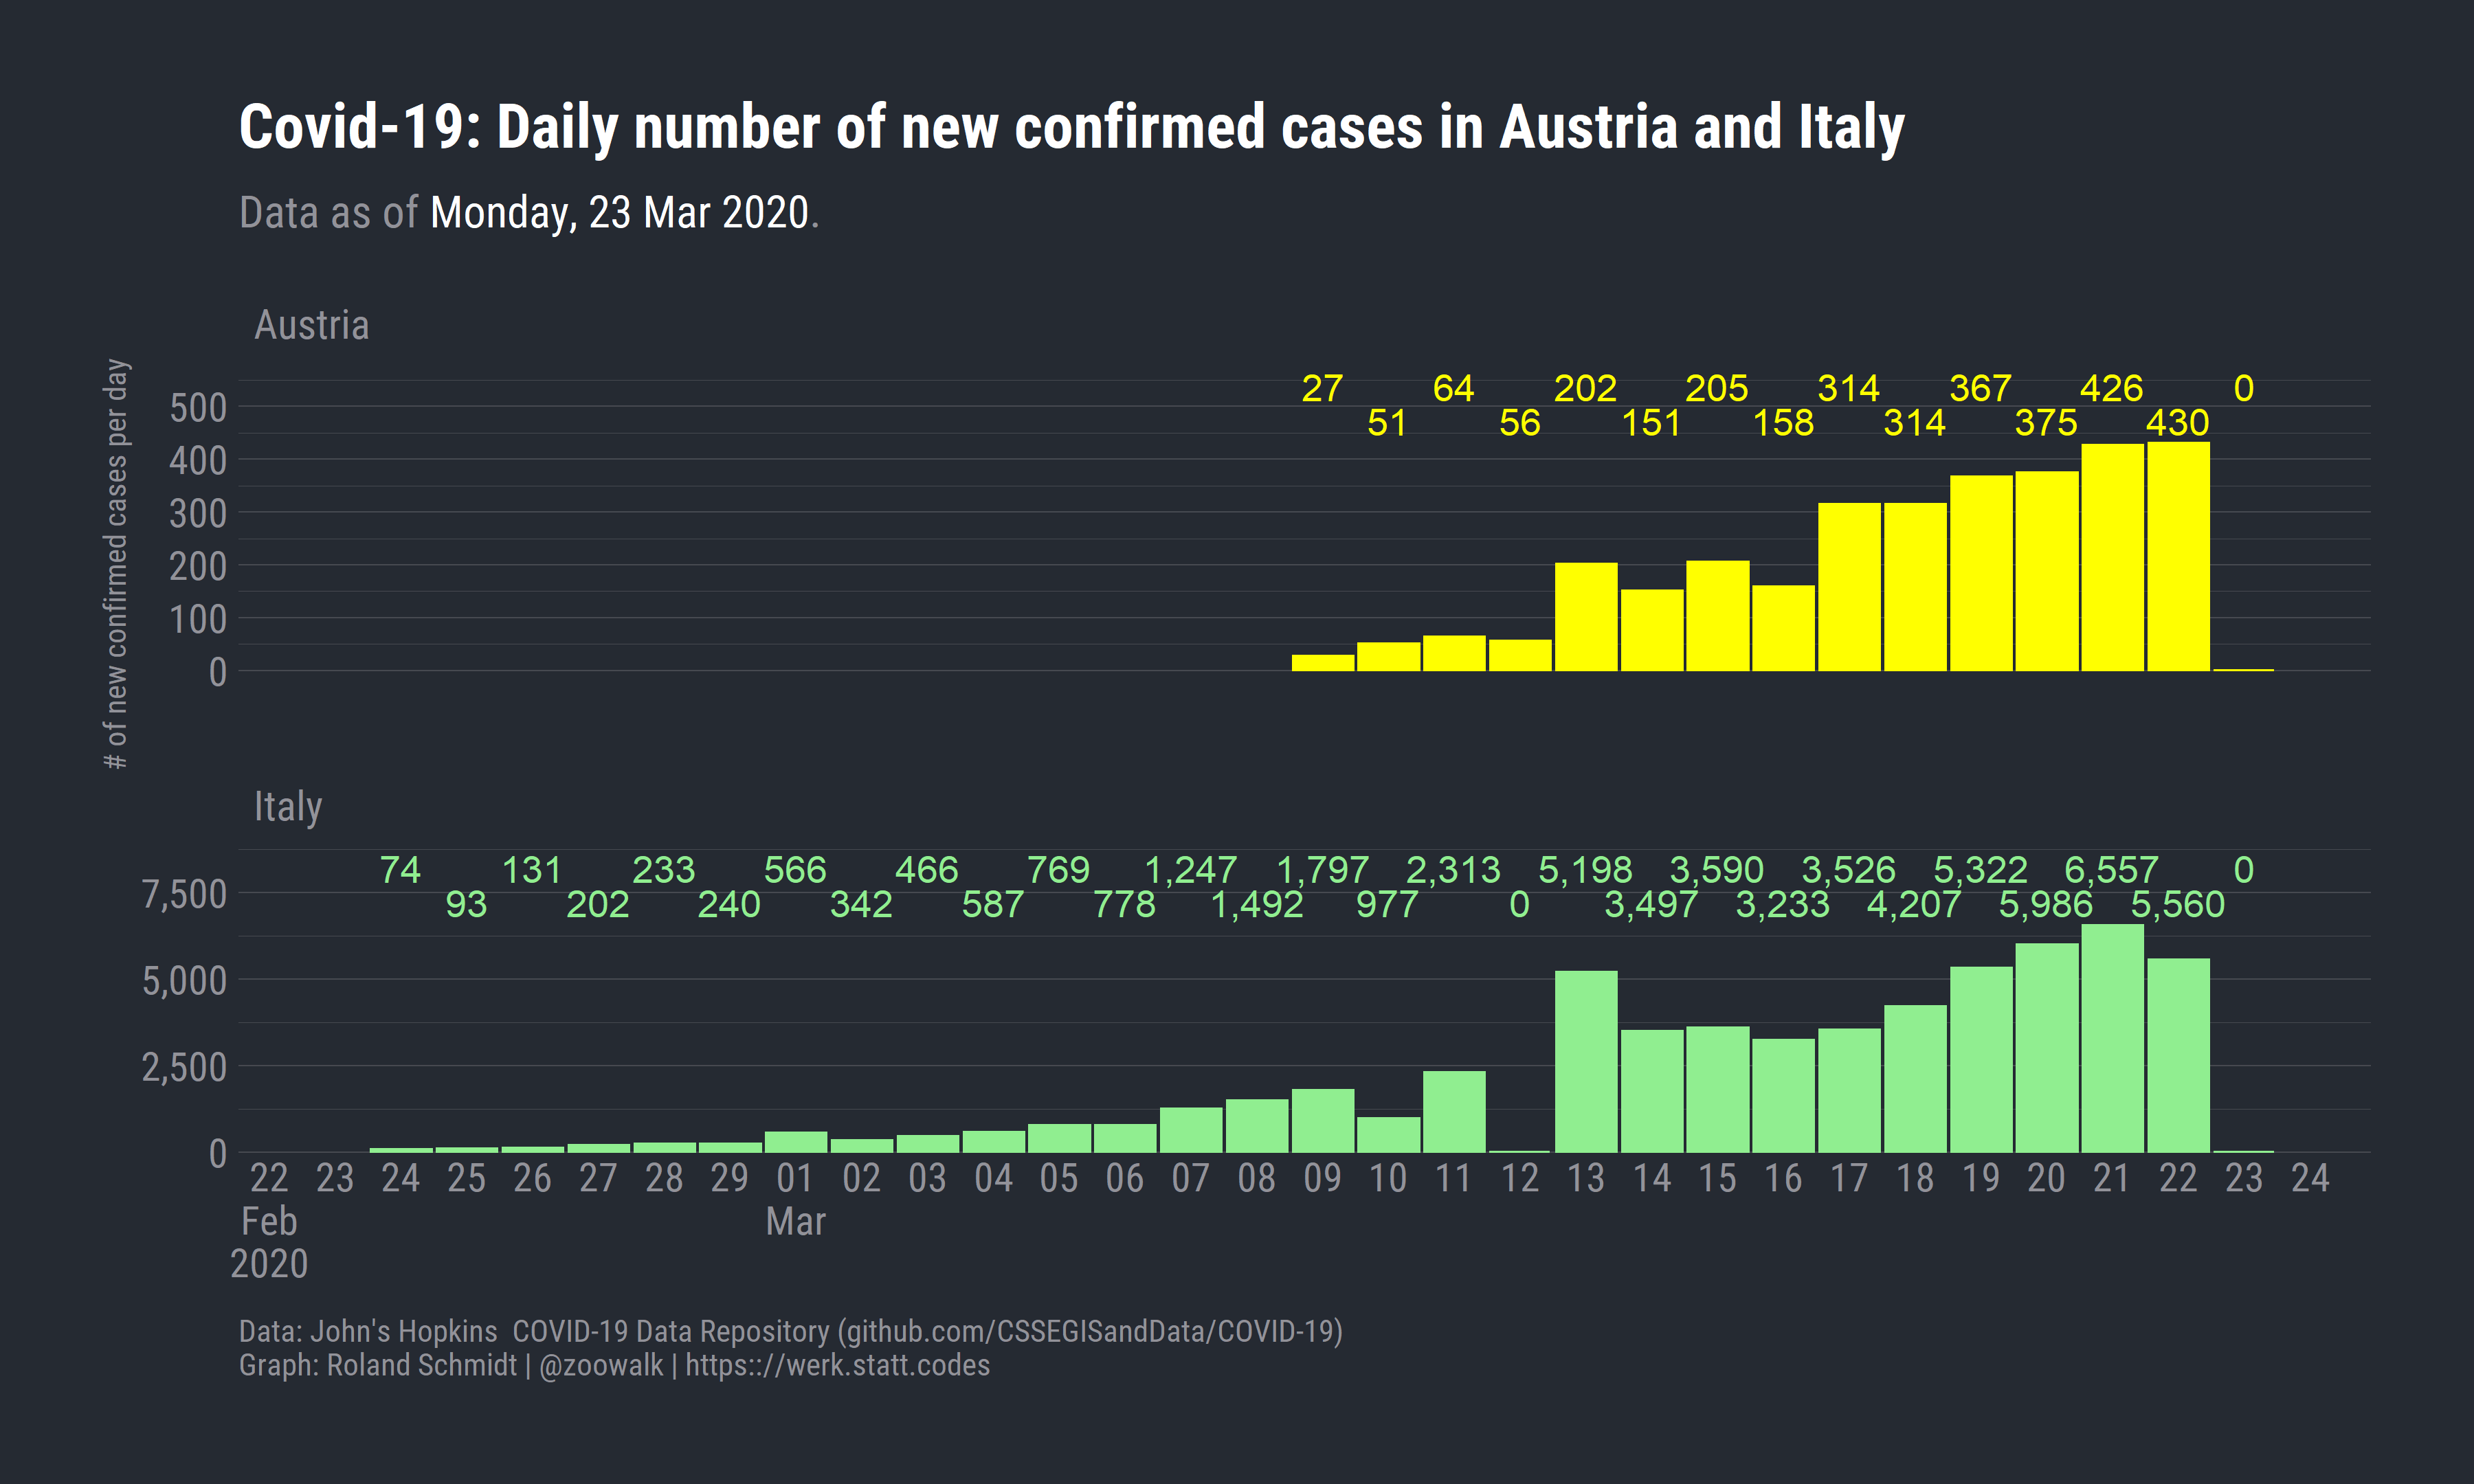 Covid-19: Daily number of new confirmed cases in Austria and Italy
Data as of Monday, 23 Mar 2020.
# of new confirmed cases per day
Austria
27 64 202 205 314 367 426 0
51 56 151 158 314 375 430
500
400
300
200
100
0
Italy
74 131 233 566 466 769 1,247 1,797 2,313 5,198 3,590 3,526 5,322 6,557 0
93 202 240 342 587 778 1,492 977 0 3,497 3,233 4,207 5,986 5,560
7,500
5,000
2,500
0
22 23 24 25 26 27 28 29 01 02 03 04 05 06 07 08 09 10 11 12 13 14 15 16 17 18 19 20 21 22 23 24
Feb Mar
2020
Data: John's Hopkins  COVID-19 Data Repository (github.com/CSSEGISandData/COVID-19)
Graph: Roland Schmidt | @zoowalk | https:://werk.statt.codes